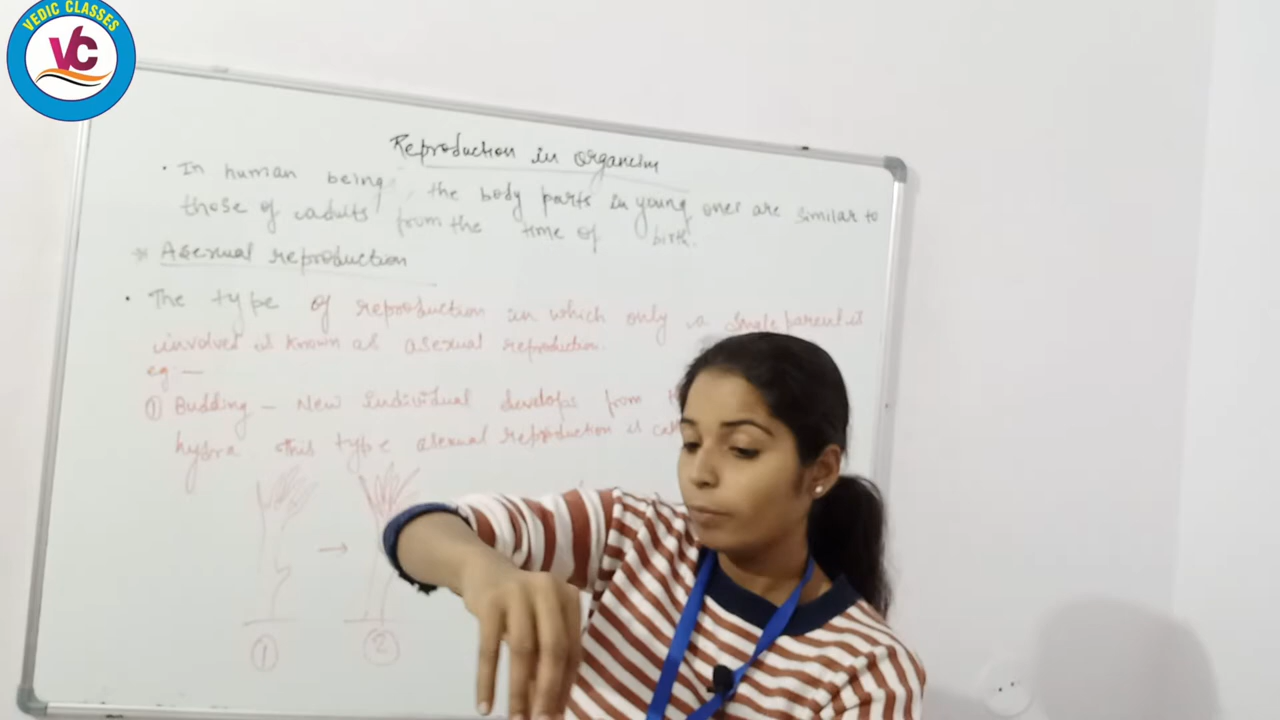 VEDIC CLASSES
VC
Reproduction in organcim
• In human being, the body parts in young ones are similar to
those of adults from the time of birth.
* Asexual reproduction
• The type of reproduction in which only a single parent is
involved is known as asexual reproduction.
eg:-
① Budding - New individual develops from
hydra. this type asexual reproduction is
→
① ②